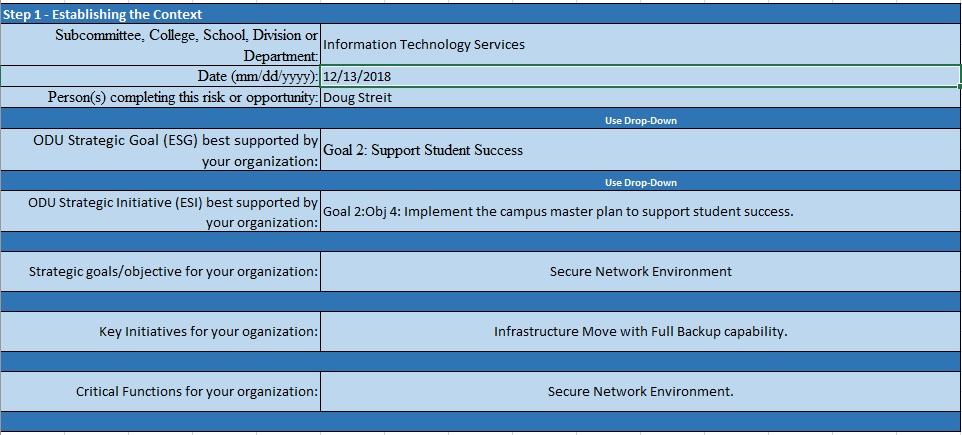 Step 1 - Establishing the Context
Subcommittee, College, School, Division or
Department:
Information Technology Services
Date (mm/dd/yyyy):
12/13/2018
Person(s) completing this risk or opportunity:
Doug Streit
Use Drop-Down
ODU Strategic Goal (ESG) best supported by
your organization:
Goal 2: Support Student Success
Use Drop-Down
ODU Strategic Initiative (ESI) best supported by
your organization:
Goal 2:Obj 4: Implement the campus master plan to support student success.
Strategic goals/objective for your organization:
Secure Network Environment
Key Initiatives for your oganization:
Infrastructure Move with Full Backup capability.
Critical Functions for your organization:
Secure Network Environment.